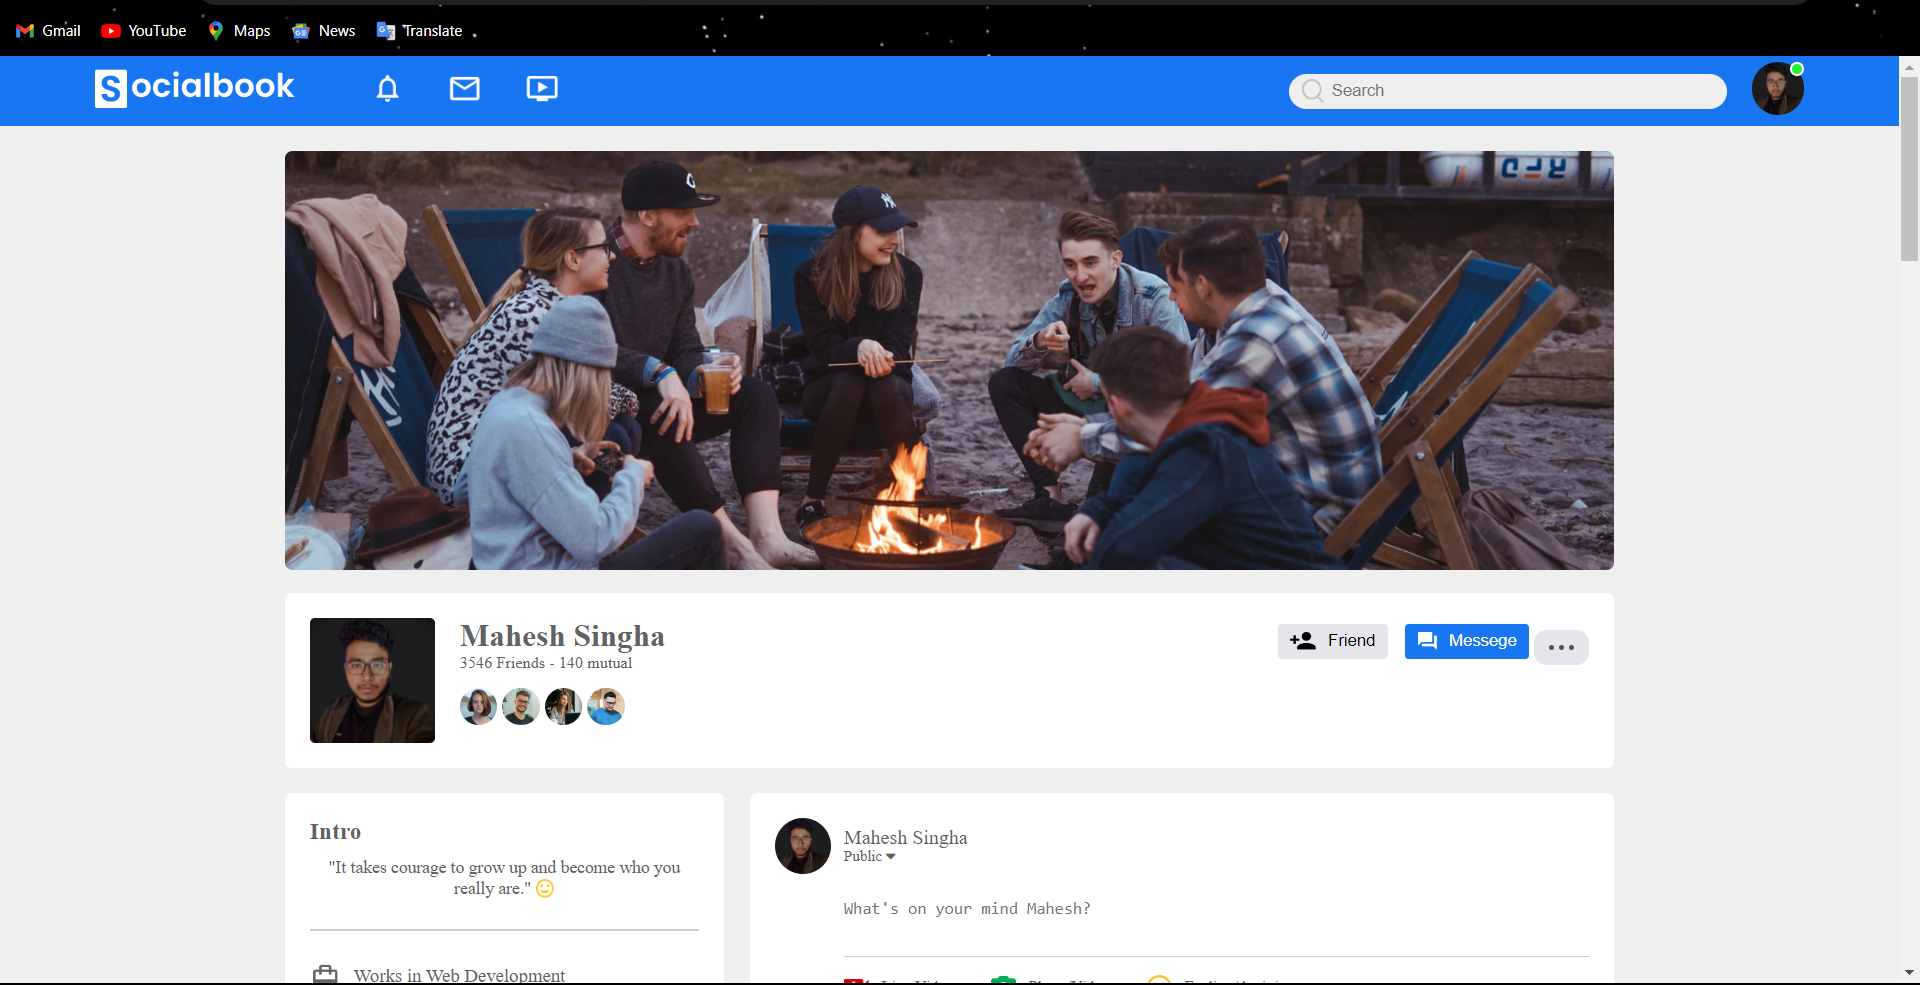 Gmail YouTube Maps News Translate
Socialbook
Search
Mahesh Singha
3546 Friends - 140 mutual
Friend
Messege
Intro
"It takes courage to grow up and become who you
really are."
Works in Web Development
Mahesh Singha
Public
What's on your mind Mahesh?